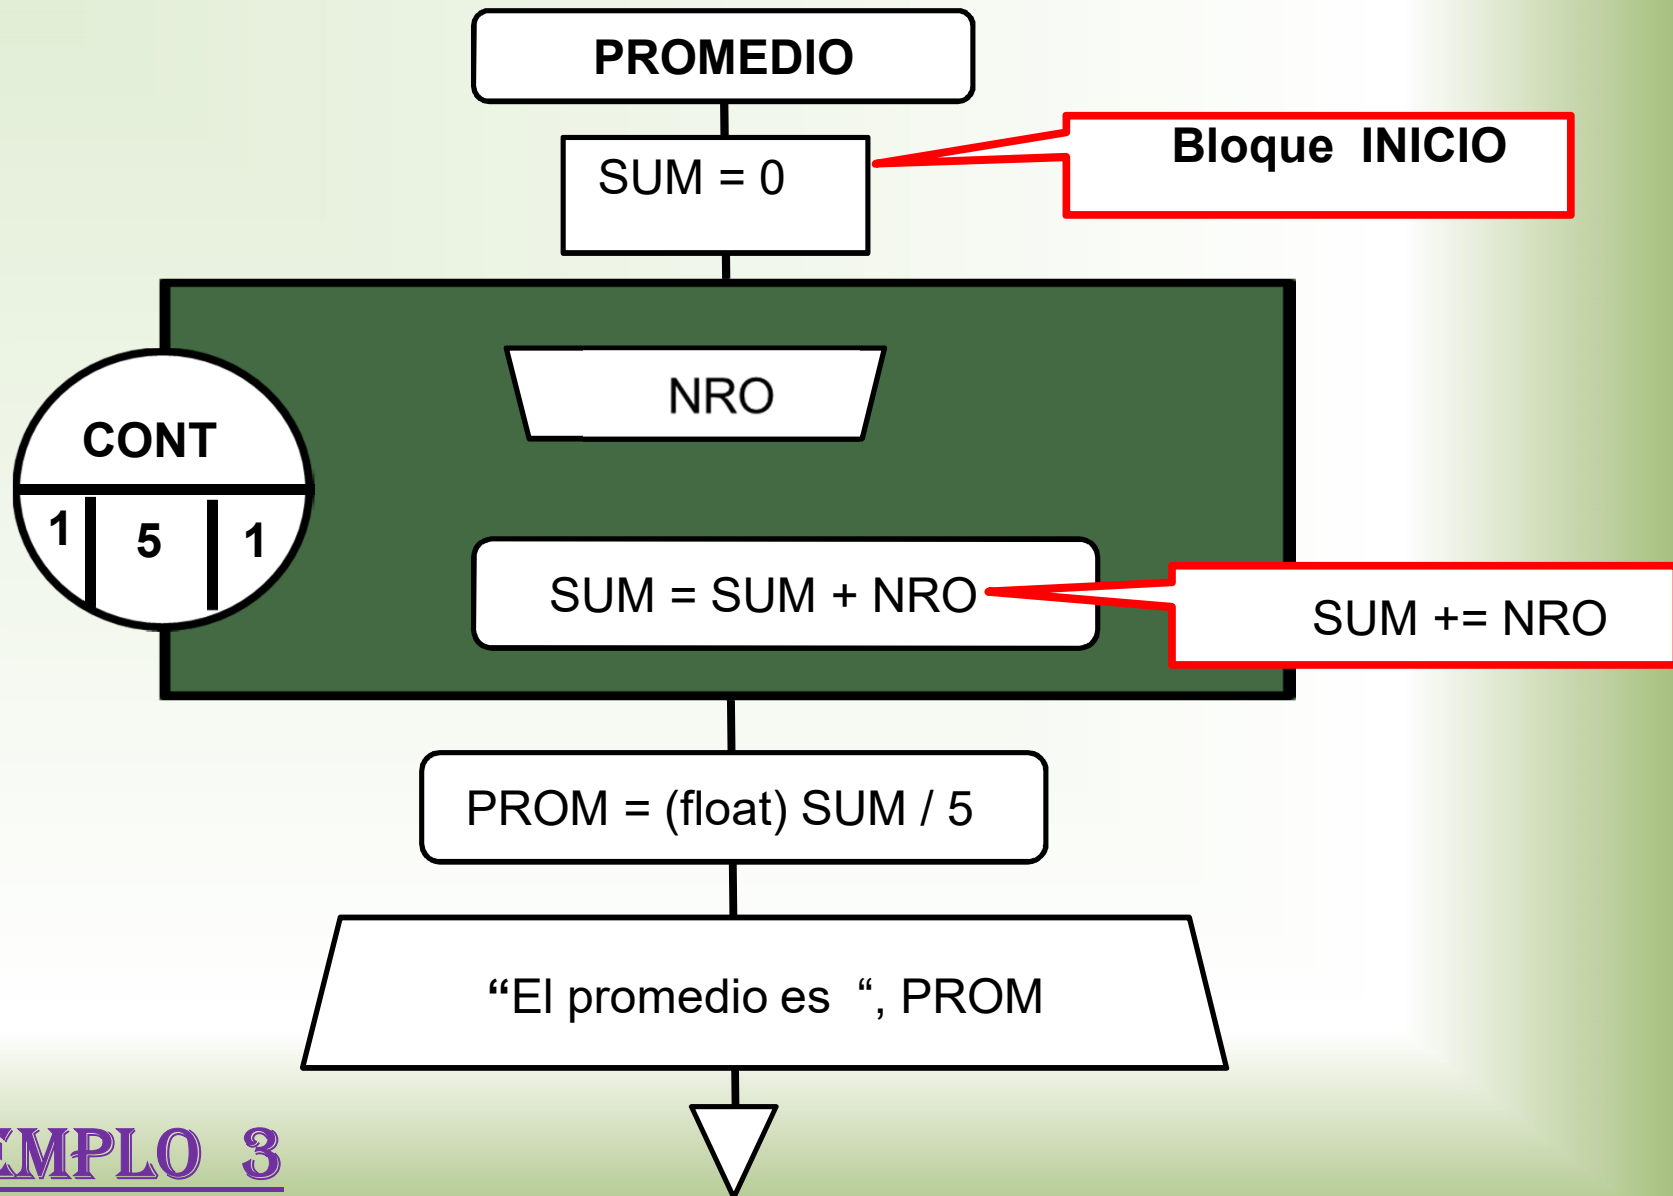 PROMEDIO
Bloque INICIO
SUM = 0
NRO
CONT
1 5 1
SUM = SUM + NRO
SUM += NRO
PROM = (float) SUM / 5
“El promedio es “, PROM
EMPLO 3